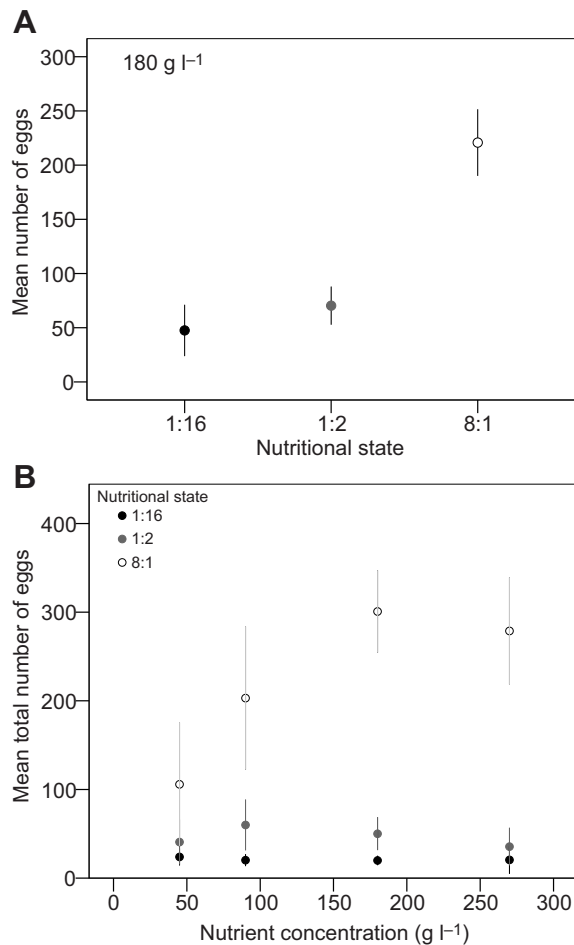 A
180 g l–1
300
250
200
150
100
50
0
Mean number of eggs
1:16 1:2 8:1
Nutritional state
B
Nutritional state
1:16
1:2
8:1
400
300
200
100
0
Mean total number of eggs
0 50 100 150 200 250 300
Nutrient concentration (g l–1)